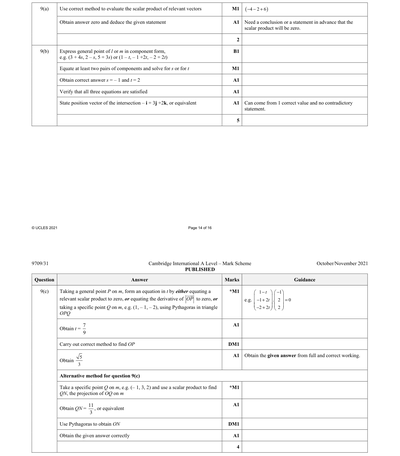 9(a) Use correct method to evaluate the scalar product of relevant vectors M1 (−4 − 2 + 6)
Obtain answer zero and deduce the given statement A1 Need a conclusion or a statement in advance that the
scalar product will be zero.
2
9(b) Express general point of l or m in component form,
e.g. (3 + 4s, 2 − s, 5 + 3s) or (1 − t, − 1 +2t, − 2 + 2t) B1
Equate at least two pairs of components and solve for s or for t M1
Obtain correct answer s = − 1 and t = 2 A1
Verify that all three equations are satisfied A1
State position vector of the intersection – i + 3j +2k, or equivalent A1 Can come from 1 correct value and no contradictory
statement.
5
© UCLES 2021 Page 14 of 16
9709/31 Cambridge International A Level – Mark Scheme October/November 2021
PUBLISHED
Question Answer Marks Guidance
9(c) Taking a general point P on m, form an equation in t by either equating a
relevant scalar product to zero, or equating the derivative of |OP| to zero, or
taking a specific point Q on m, e.g. (1, – 1, – 2), using Pythagoras in triangle
OPQ *M1 e.g. (1 − t, −1 + 2t, −2 + 2t) . (−1, 2, 2) = 0
Obtain t = 7/9 A1
Carry out correct method to find OP DM1
Obtain √5/3 A1 Obtain the given answer from full and correct working.
Alternative method for question 9(c)
Take a specific point Q on m, e.g. (– 1, 3, 2) and use a scalar product to find
QN, the projection of OQ on m *M1
Obtain QN = 11/3, or equivalent A1
Use Pythagoras to obtain ON DM1
Obtain the given answer correctly A1
4